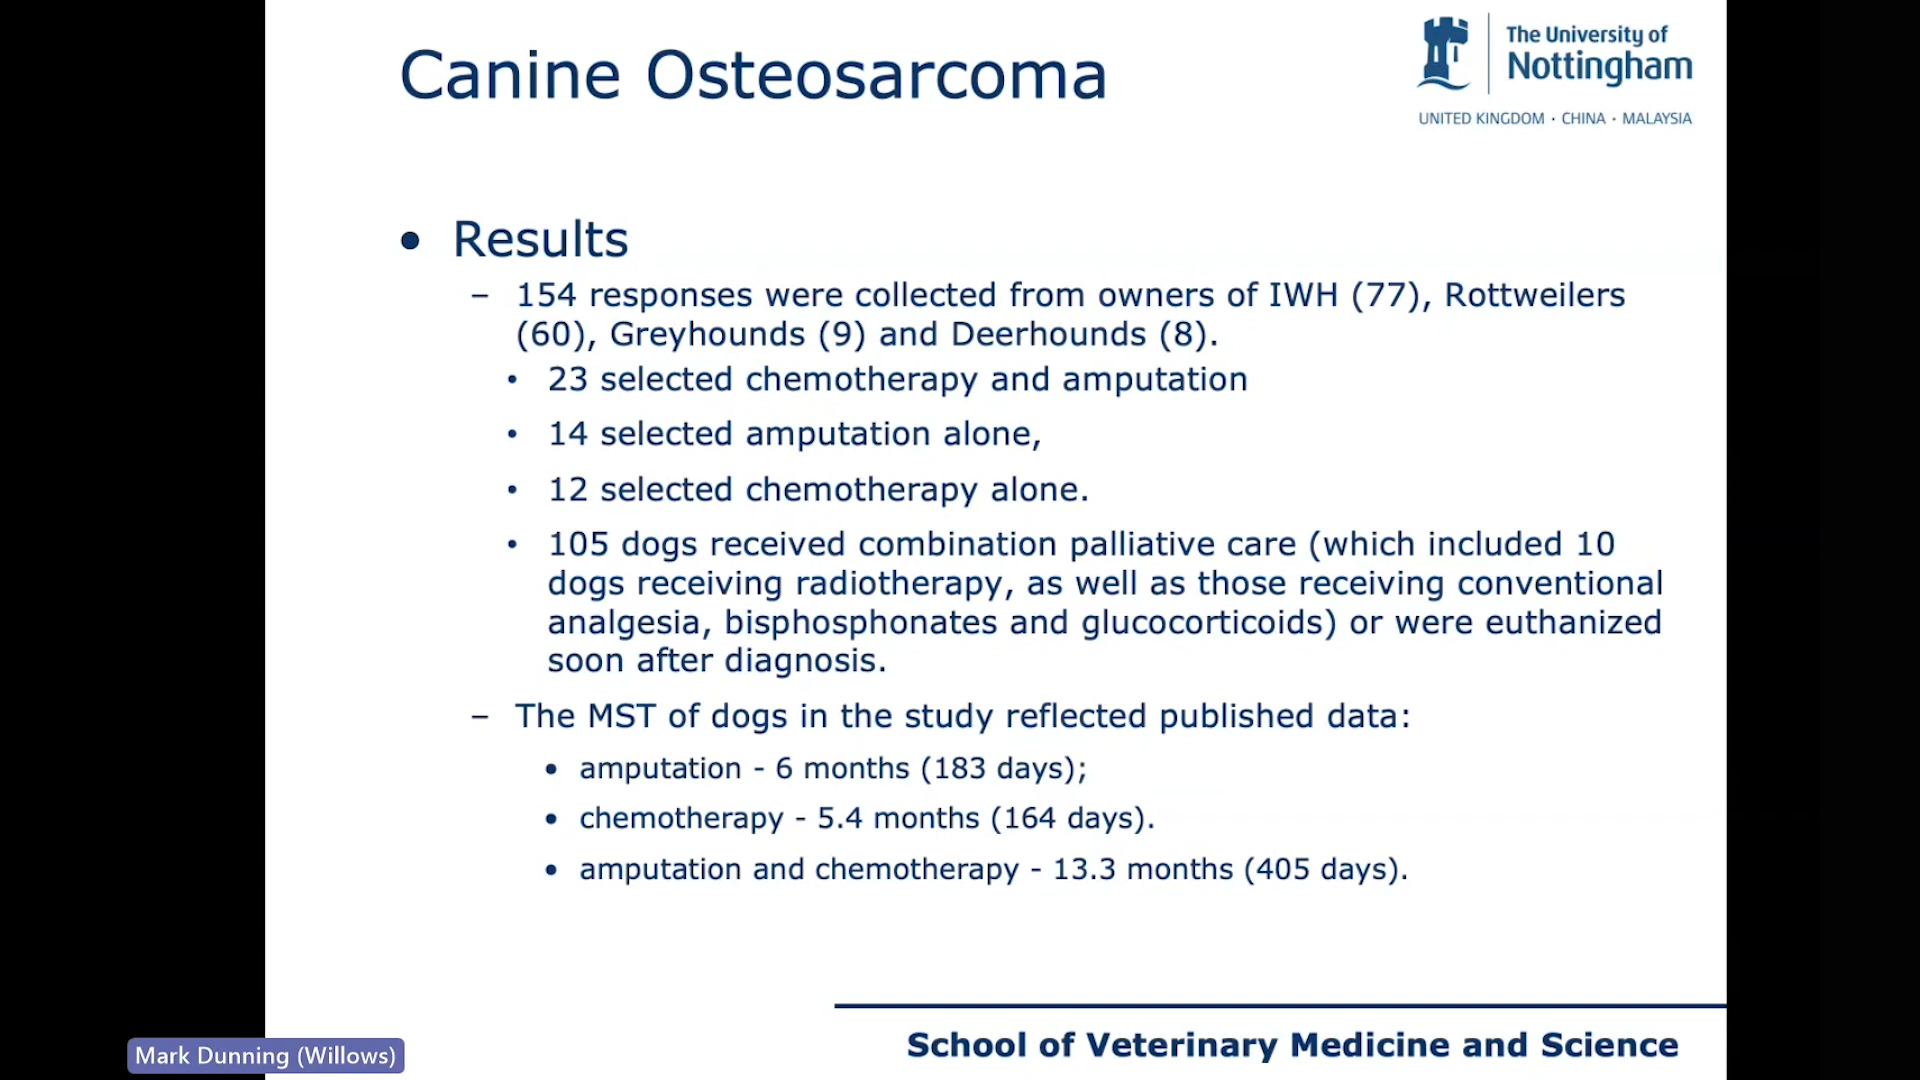 Canine Osteosarcoma
The University of
Nottingham
UNITED KINGDOM · CHINA · MALAYSIA
• Results
– 154 responses were collected from owners of IWH (77), Rottweilers
(60), Greyhounds (9) and Deerhounds (8).
• 23 selected chemotherapy and amputation
• 14 selected amputation alone,
• 12 selected chemotherapy alone.
• 105 dogs received combination palliative care (which included 10
dogs receiving radiotherapy, as well as those receiving conventional
analgesia, bisphosphonates and glucocorticoids) or were euthanized
soon after diagnosis.
– The MST of dogs in the study reflected published data:
• amputation - 6 months (183 days);
• chemotherapy - 5.4 months (164 days).
• amputation and chemotherapy - 13.3 months (405 days).
School of Veterinary Medicine and Science
Mark Dunning (Willows)